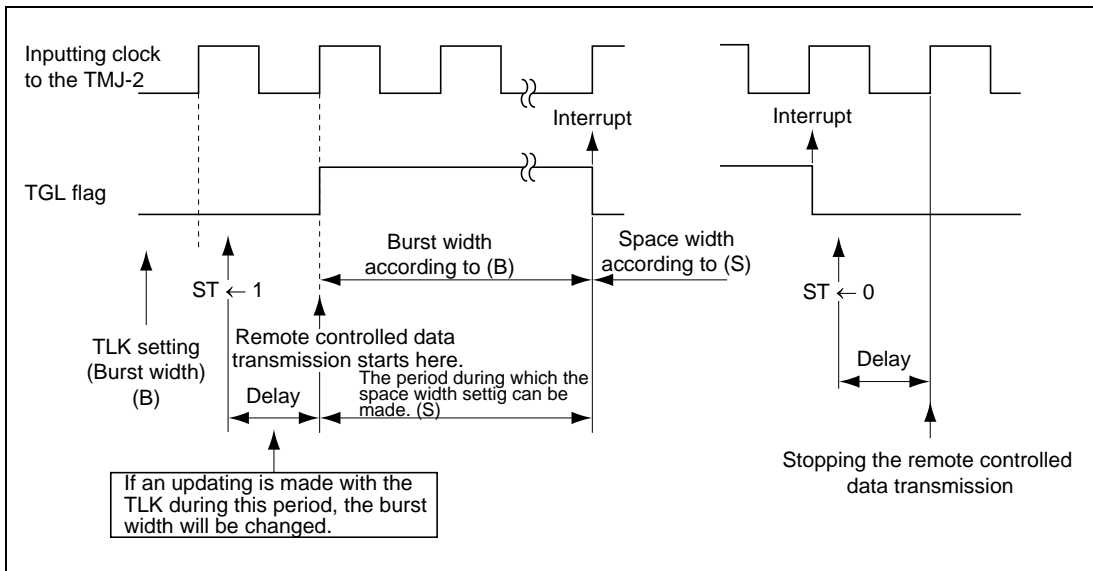 Inputting clock
to the TMJ-2
Interrupt
Interrupt
TGL flag
Burst width
according to (B)
Space width
according to (S)
ST ← 1
ST ← 0
TLK setting
(Burst width)
(B)
Remote controlled data
transmission starts here.
Delay
The period during which the
space width settig can be
made. (S)
Delay
If an updating is made with the
TLK during this period, the burst
width will be changed.
Stopping the remote controlled
data transmission